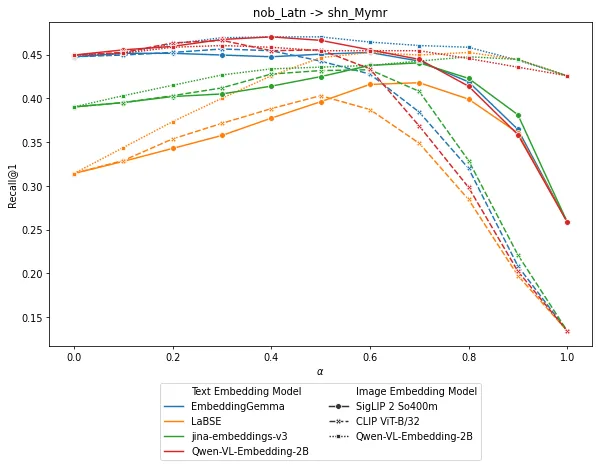 nob_Latn -> shn_Mymr
Recall@1
0.45
0.40
0.35
0.30
0.25
0.20
0.15
0.0 0.2 0.4 0.6 0.8 1.0
α
Text Embedding Model Image Embedding Model
EmbeddingGemma SigLIP 2 So400m
LaBSE CLIP ViT-B/32
jina-embeddings-v3 Qwen-VL-Embedding-2B
Qwen-VL-Embedding-2B